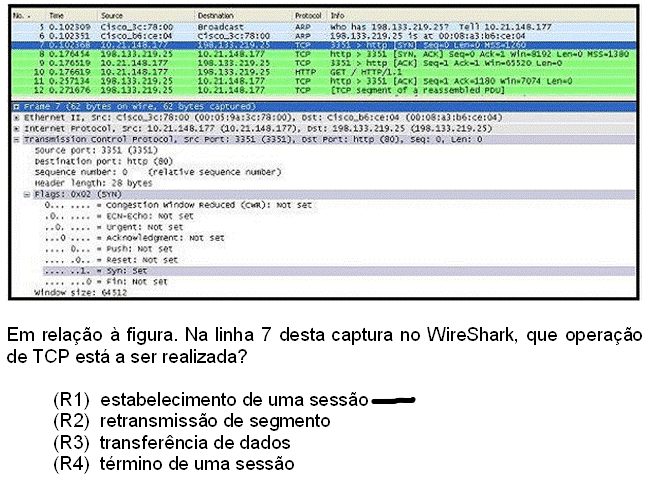 No. Time Source Destination Protocol Info
5 0.102309 Cisco_3c:78:00 Broadcast ARP Who has 198.133.219.25? Tell 10.21.148.177
6 0.102351 Cisco_b6:ce:04 Cisco_3c:78:00 ARP 198.133.219.25 is at 00:08:a3:b6:ce:04
7 0.102368 10.21.148.177 198.133.219.25 TCP 3351 > http [SYN] Seq=0 Len=0 MSS=1260
8 0.176454 198.133.219.25 10.21.148.177 TCP http > 3351 [SYN, ACK] Seq=0 Ack=1 Win=8192 Len=0 MSS=1380
9 0.176519 10.21.148.177 198.133.219.25 TCP 3351 > http [ACK] Seq=1 Ack=1 Win=65520 Len=0
10 0.176619 10.21.148.177 198.133.219.25 HTTP GET / HTTP/1.1
11 0.257134 198.133.219.25 10.21.148.177 TCP http > 3351 [ACK] Seq=1 Ack=1180 Win=7074 Len=0
12 0.271676 198.133.219.25 10.21.148.177 TCP [TCP segment of a reassembled PDU]
Frame 7 (62 bytes on wire, 62 bytes captured)
Ethernet II, Src: Cisco_3c:78:00 (00:05:9a:3c:78:00), Dst: Cisco_b6:ce:04 (00:08:a3:b6:ce:04)
Internet Protocol, Src: 10.21.148.177 (10.21.148.177), Dst: 198.133.219.25 (198.133.219.25)
Transmission Control Protocol, Src Port: 3351 (3351), Dst Port: http (80), Seq: 0, Len: 0
Source port: 3351 (3351)
Destination port: http (80)
Sequence number: 0 (relative sequence number)
Header length: 28 bytes
Flags: 0x02 (SYN)
0... .... = Congestion Window Reduced (CWR): Not set
.0.. .... = ECN-Echo: Not set
..0. .... = Urgent: Not set
...0 .... = Acknowledgment: Not set
.... 0... = Push: Not set
.... .0.. = Reset: Not set
.... ..1. = Syn: Set
.... ...0 = Fin: Not set
Window size: 64512
Em relação à figura. Na linha 7 desta captura no WireShark, que operação
de TCP está a ser realizada?
(R1) estabelecimento de uma sessão
(R2) retransmissão de segmento
(R3) transferência de dados
(R4) término de uma sessão